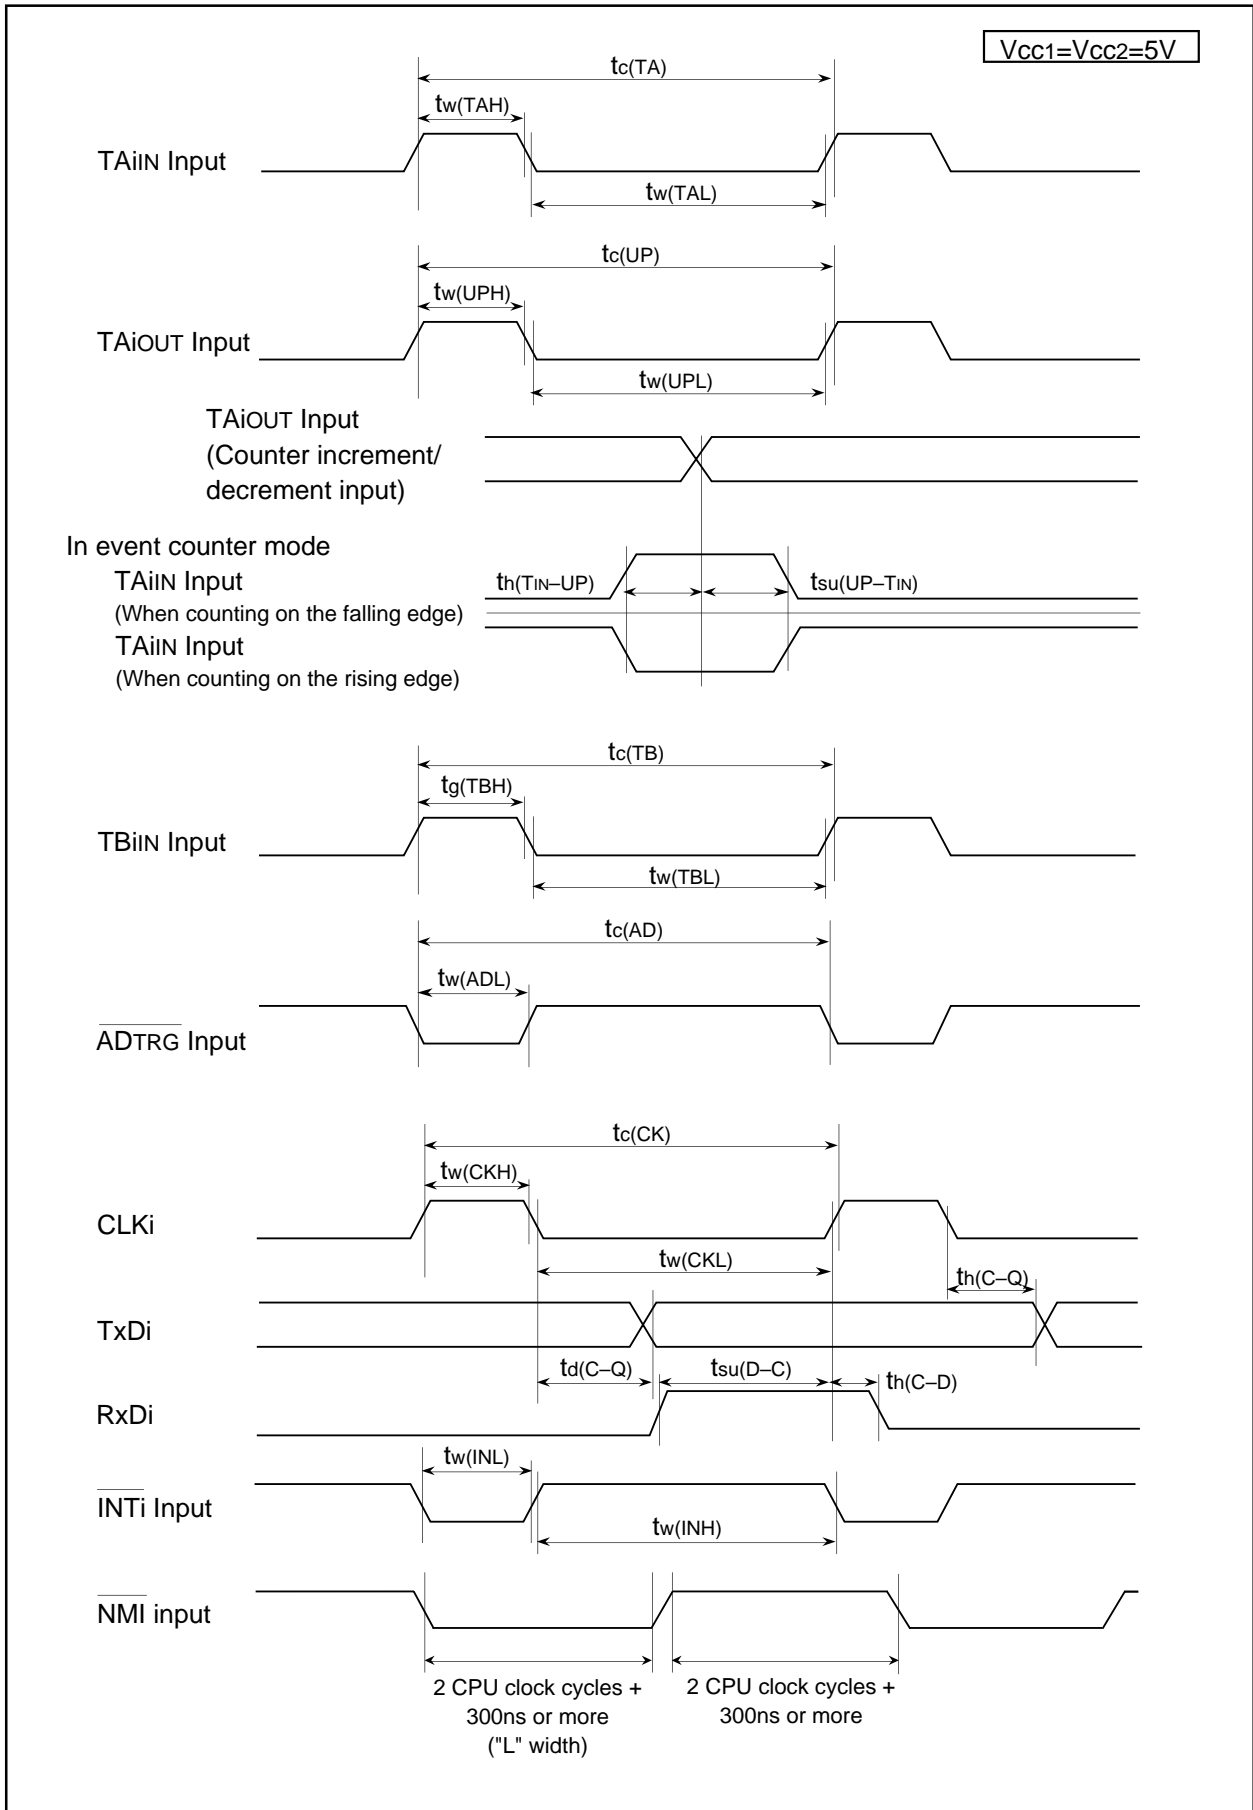 Vcc1=Vcc2=5V
tc(TA)
tw(TAH)
TAiIN Input
tw(TAL)
tc(UP)
tw(UPH)
TAiOUT Input
tw(UPL)
TAiOUT Input
(Counter increment/
decrement input)
In event counter mode
TAiIN Input
th(TIN–UP)
tsu(UP–TIN)
(When counting on the falling edge)
TAiIN Input
(When counting on the rising edge)
tc(TB)
tg(TBH)
TBiIN Input
tw(TBL)
tc(AD)
tw(ADL)
ADTRG Input
tc(CK)
tw(CKH)
CLKi
tw(CKL)
th(C–Q)
TxDi
td(C–Q)
tsu(D–C)
th(C–D)
RxDi
tw(INL)
INTi Input
tw(INH)
NMI input
2 CPU clock cycles +
300ns or more
("L" width)
2 CPU clock cycles +
300ns or more